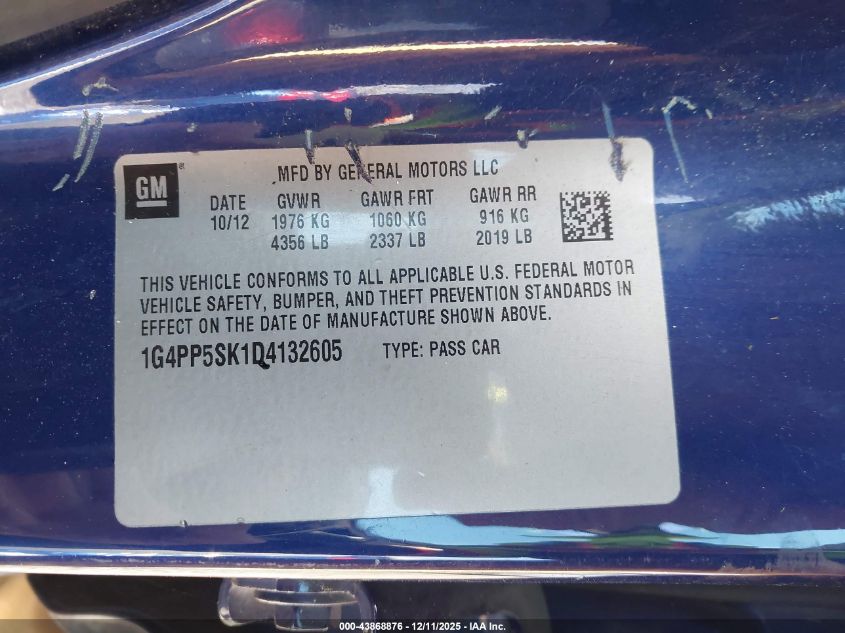 GM
MFD BY GENERAL MOTORS LLC
DATE GVWR GAWR FRT GAWR RR
10/12 1976 KG 1060 KG 916 KG
4356 LB 2337 LB 2019 LB
THIS VEHICLE CONFORMS TO ALL APPLICABLE U.S. FEDERAL MOTOR
VEHICLE SAFETY, BUMPER, AND THEFT PREVENTION STANDARDS IN
EFFECT ON THE DATE OF MANUFACTURE SHOWN ABOVE.
1G4PP5SK1D4132605 TYPE: PASS CAR
000-43868876 - 12/11/2025 - IAA Inc.